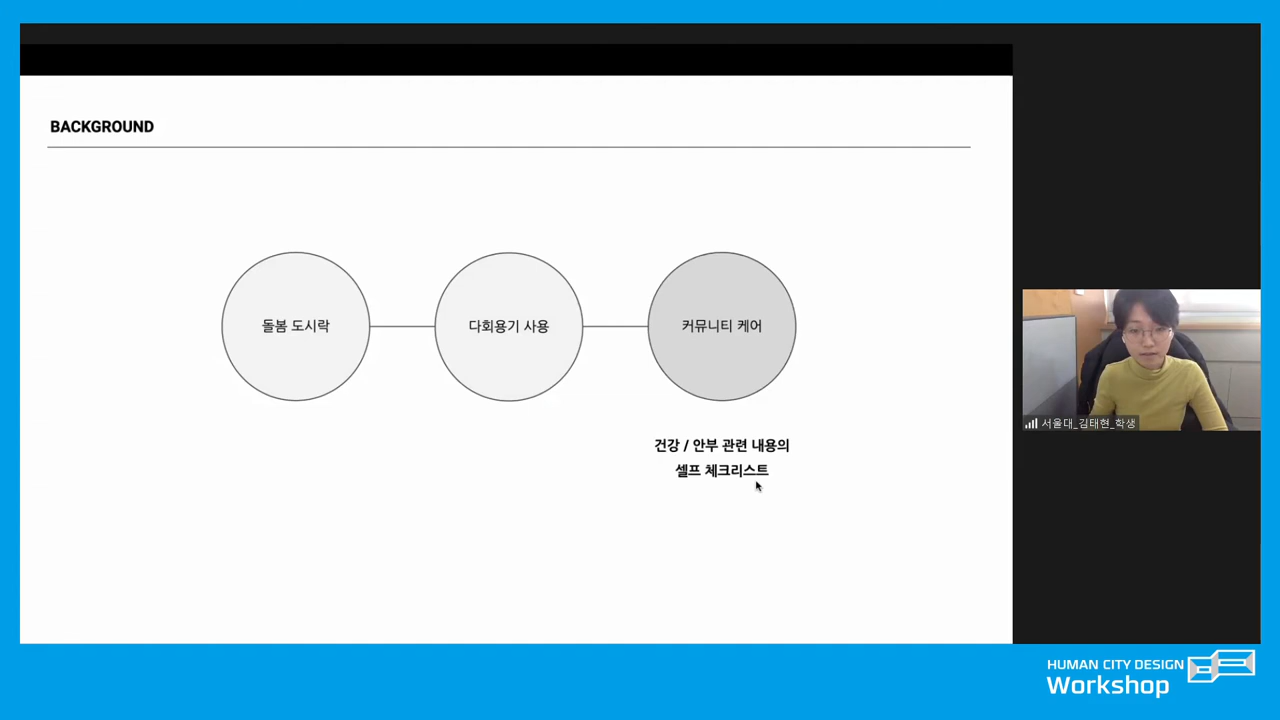 BACKGROUND
돌봄 도시락
다회용기 사용
커뮤니티 케어
건강 / 안부 관련 내용의
셀프 체크리스트
서울대_김태현_학생
HUMAN CITY DESIGN
Workshop